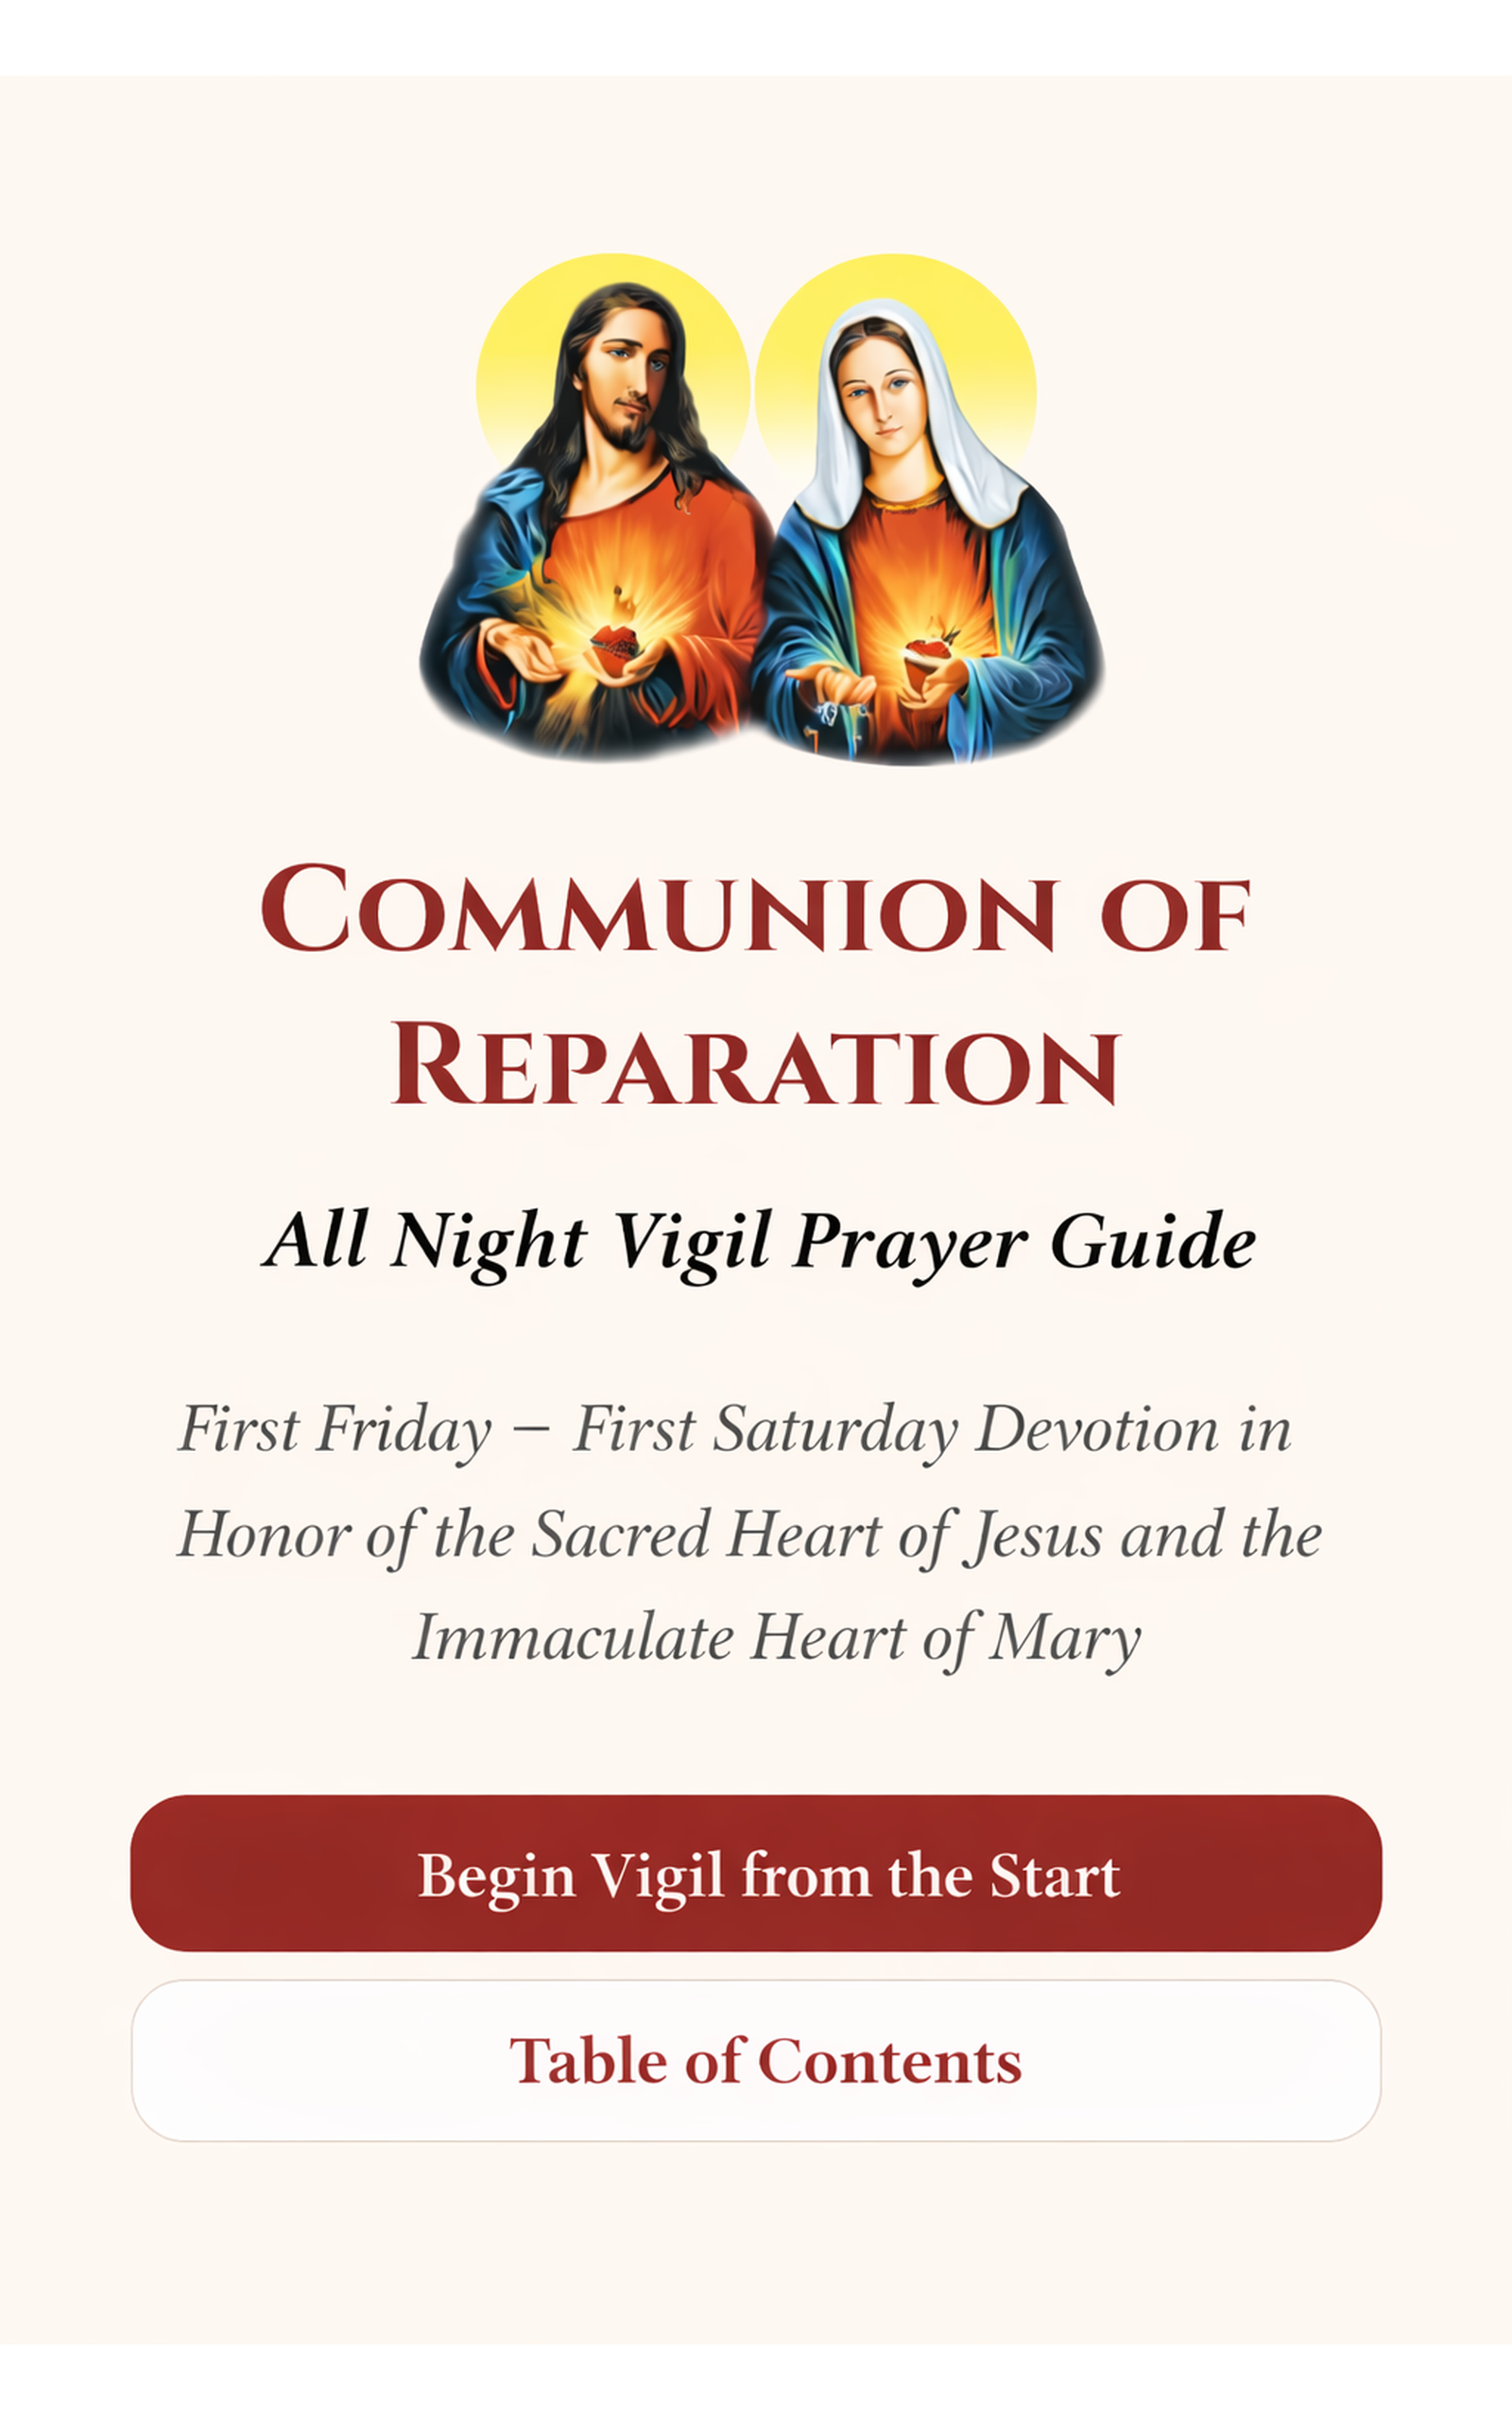 Communion of
Reparation
All Night Vigil Prayer Guide
First Friday – First Saturday Devotion in
Honor of the Sacred Heart of Jesus and the
Immaculate Heart of Mary
Begin Vigil from the Start
Table of Contents